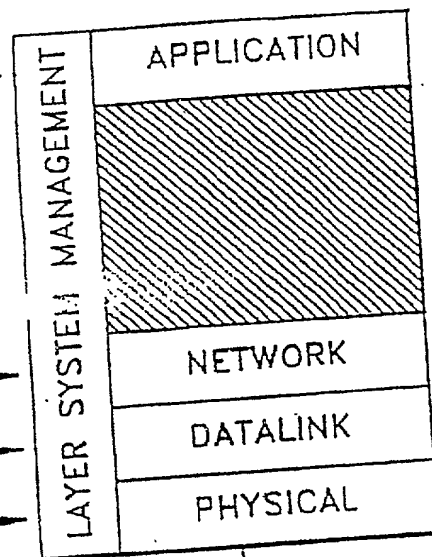 LAYER SYSTEM MANAGEMENT
APPLICATION
NETWORK
DATALINK
PHYSICAL